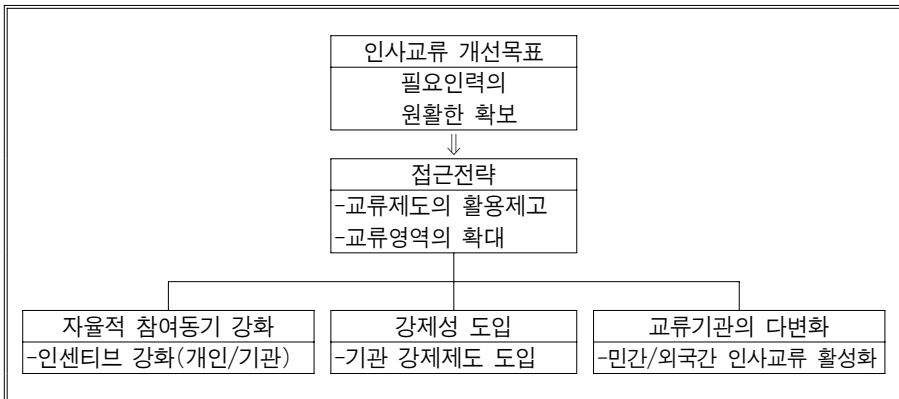 인사교류 개선목표
필요인력의
원활한 확보
⇓
접근전략
-교류제도의 활용제고
-교류영역의 확대
자율적 참여동기 강화
-인센티브 강화(개인/기관)
강제성 도입
-기관 강제제도 도입
교류기관의 다변화
-민간/외국간 인사교류 활성화